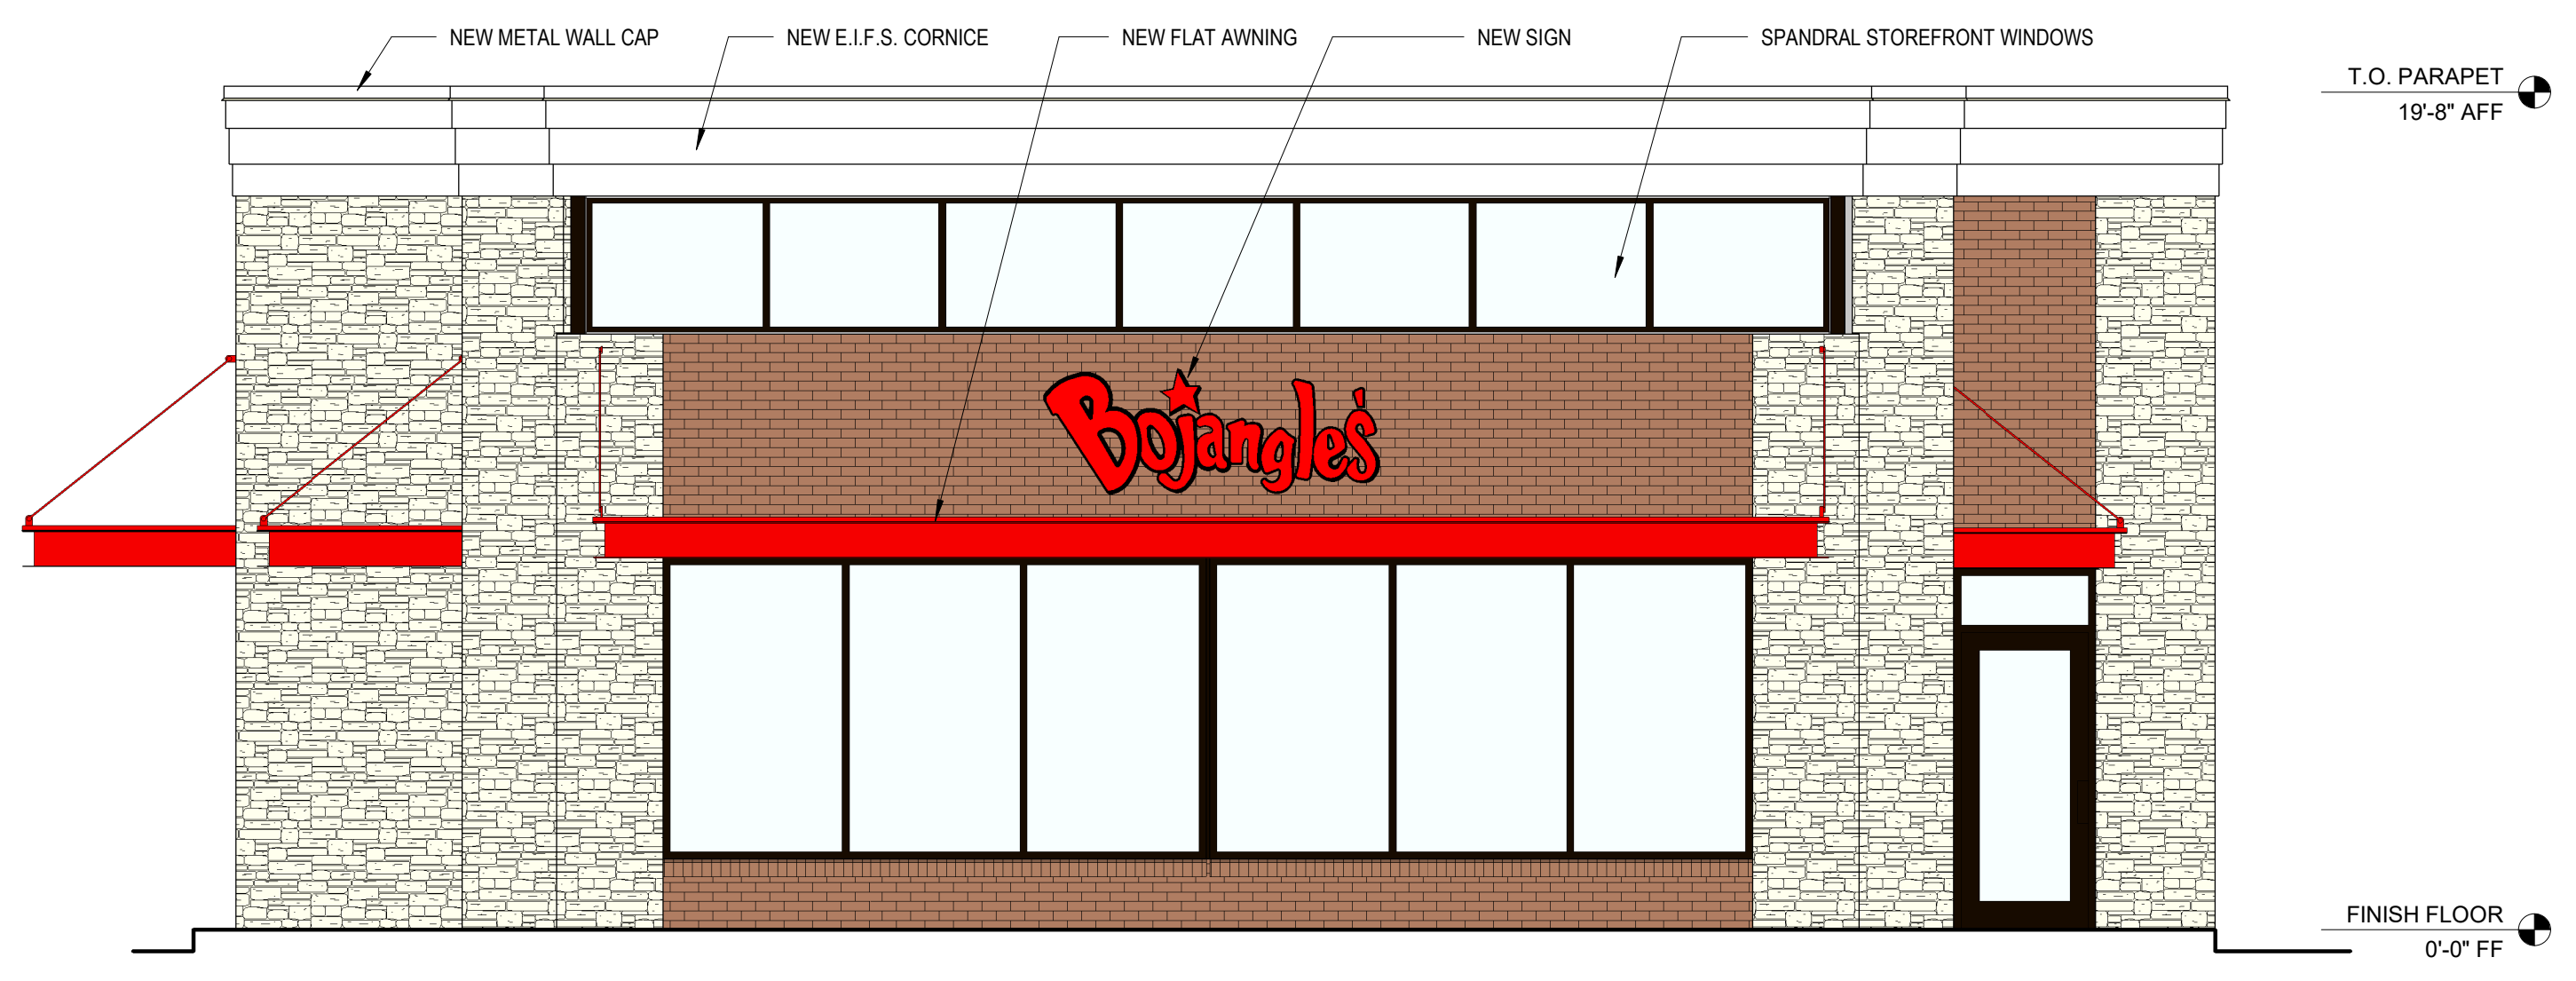 NEW METAL WALL CAP
NEW E.I.F.S. CORNICE
NEW FLAT AWNING
NEW SIGN
SPANDRAL STOREFRONT WINDOWS
T.O. PARAPET
19'-8" AFF
Bojangles'
FINISH FLOOR
0'-0" FF